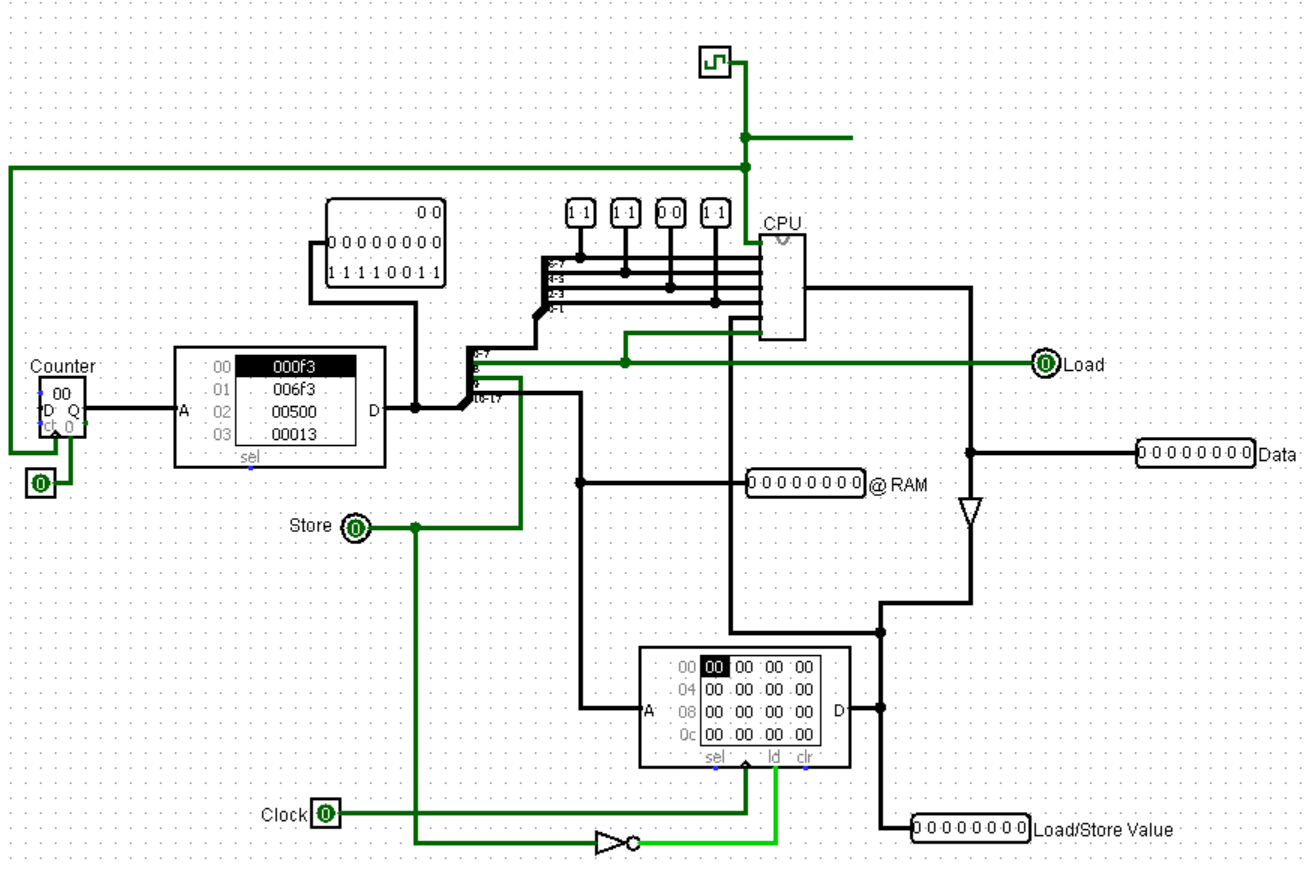 0 0
0 0 0 0 0 0 0 0
1 1 1 1 0 0 1 1
1 1
1 1
0 0
1 1
CPU
6-7
4-5
2-3
0-1
Counter
00
D Q
ct 0
0
A
00 000f3
01 006f3
02 00500
03 00013
D
sel
8
9
10-17
0 Load
0 0 0 0 0 0 0 0 Data
0 0 0 0 0 0 0 0 @ RAM
Store 0
A
00 00 00 00 00
04 00 00 00 00
08 00 00 00 00
0c 00 00 00 00
D
sel ld clr
Clock 0
0 0 0 0 0 0 0 0 Load/Store Value